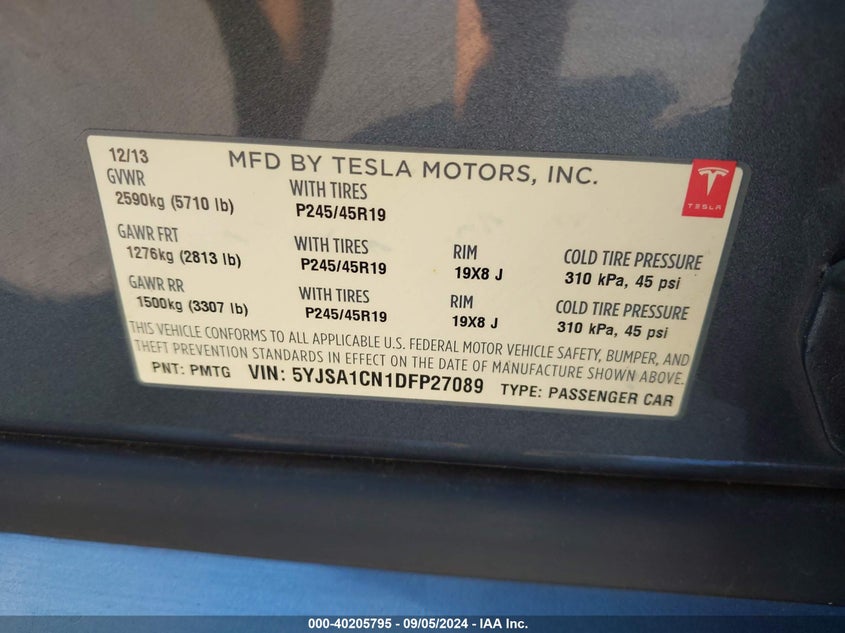 12/13 MFD BY TESLA MOTORS, INC.
GVWR WITH TIRES
2590kg (5710 lb) P245/45R19
TESLA
GAWR FRT WITH TIRES RIM COLD TIRE PRESSURE
1276kg (2813 lb) P245/45R19 19X8 J 310 kPa, 45 psi
GAWR RR WITH TIRES RIM COLD TIRE PRESSURE
1500kg (3307 lb) P245/45R19 19X8 J 310 kPa, 45 psi
THIS VEHICLE CONFORMS TO ALL APPLICABLE U.S. FEDERAL MOTOR VEHICLE SAFETY, BUMPER, AND
THEFT PREVENTION STANDARDS IN EFFECT ON THE DATE OF MANUFACTURE SHOWN ABOVE.
PNT: PMTG VIN: 5YJSA1CN1DFP27089 TYPE: PASSENGER CAR
000-40205795 - 09/05/2024 - IAA Inc.